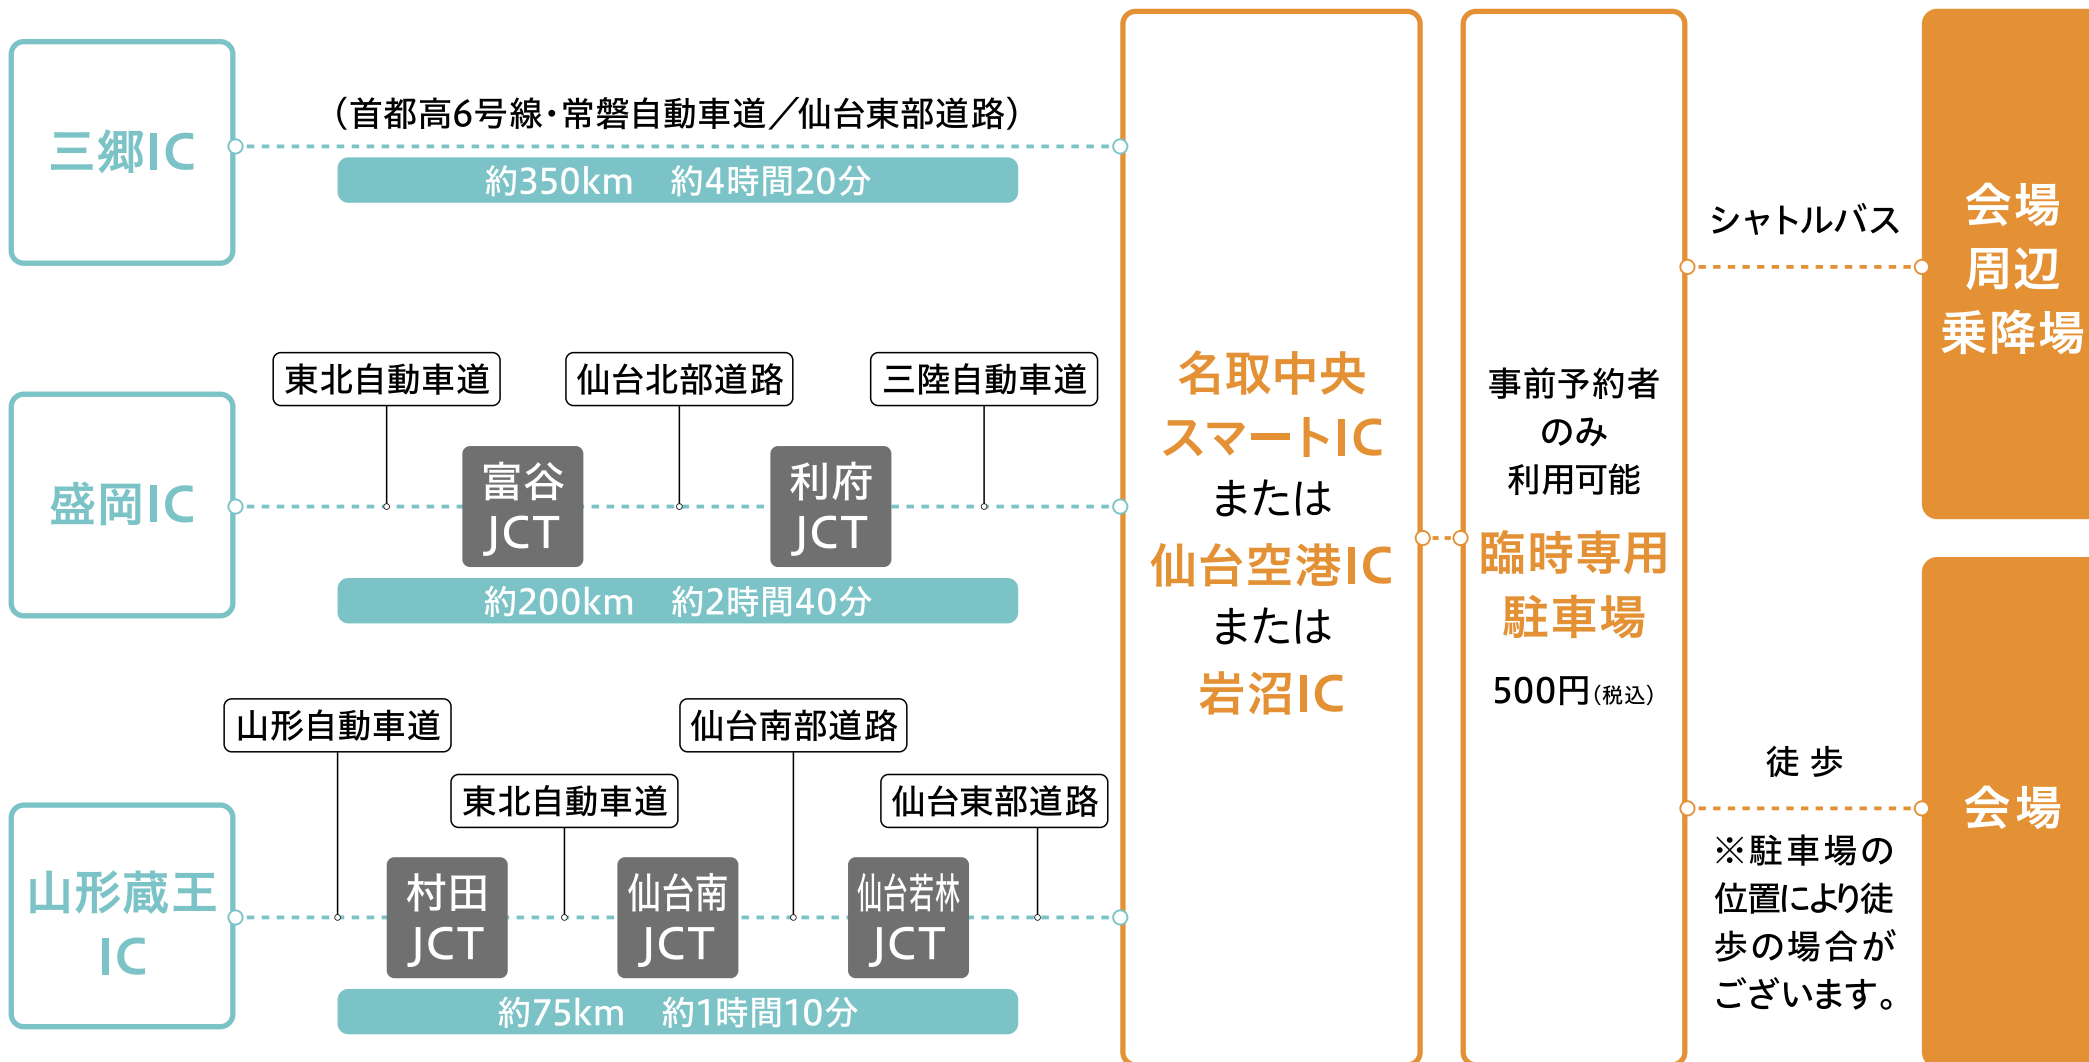 三郷IC
（首都高6号線・常磐自動車道／仙台東部道路）
約350km　約4時間20分
盛岡IC
東北自動車道
仙台北部道路
三陸自動車道
富谷
JCT
利府
JCT
約200km　約2時間40分
山形蔵王
IC
山形自動車道
東北自動車道
仙台南部道路
仙台東部道路
村田
JCT
仙台南
JCT
仙台若林
JCT
約75km　約1時間10分
名取中央
スマートIC
または
仙台空港IC
または
岩沼IC
事前予約者
のみ
利用可能
臨時専用
駐車場
500円(税込)
シャトルバス
会場
周辺
乗降場
徒歩
※駐車場の
位置により徒
歩の場合が
ございます。
会場